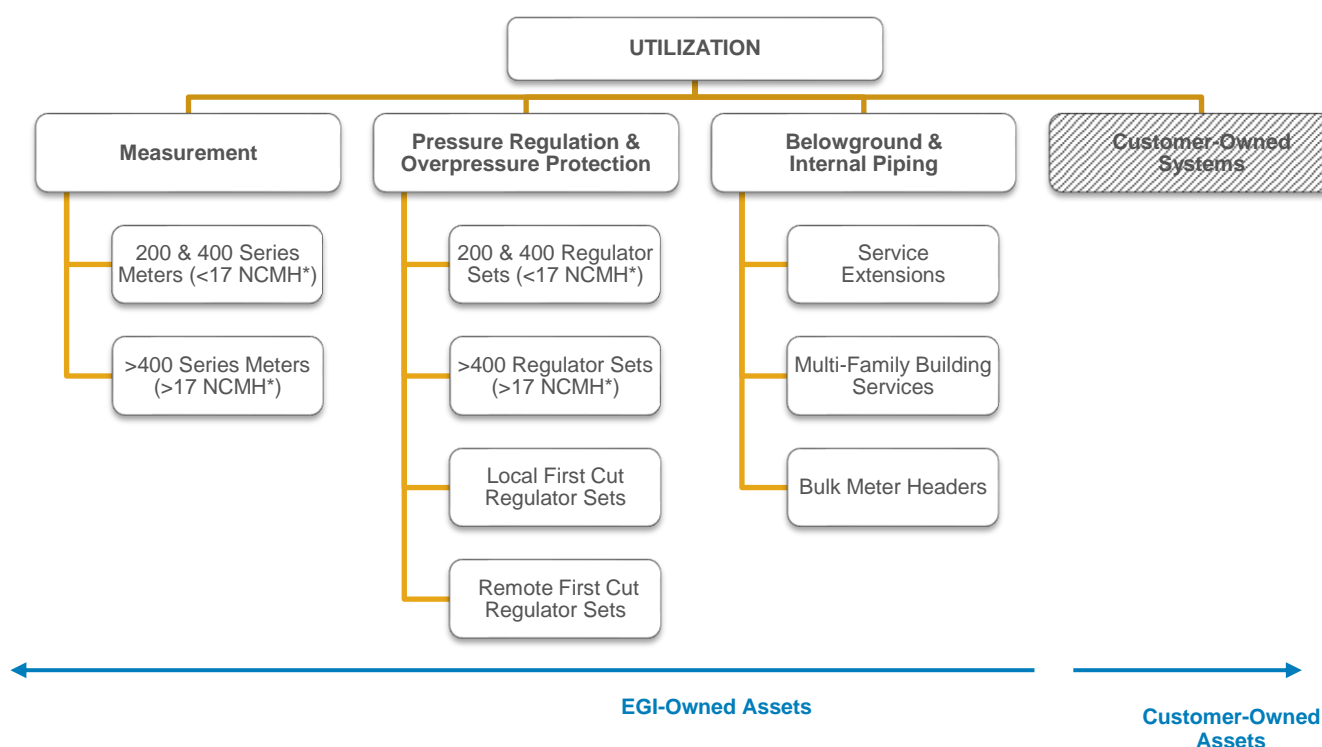 UTILIZATION
Measurement
Pressure Regulation &
Overpressure Protection
Belowground &
Internal Piping
Customer-Owned
Systems
200 & 400 Series
Meters (<17 NCMH*)
>400 Series Meters
(>17 NCMH*)
200 & 400 Regulator
Sets (<17 NCMH*)
>400 Regulator Sets
(>17 NCMH*)
Local First Cut
Regulator Sets
Remote First Cut
Regulator Sets
Service
Extensions
Multi-Family Building
Services
Bulk Meter Headers
EGI-Owned Assets
Customer-Owned
Assets